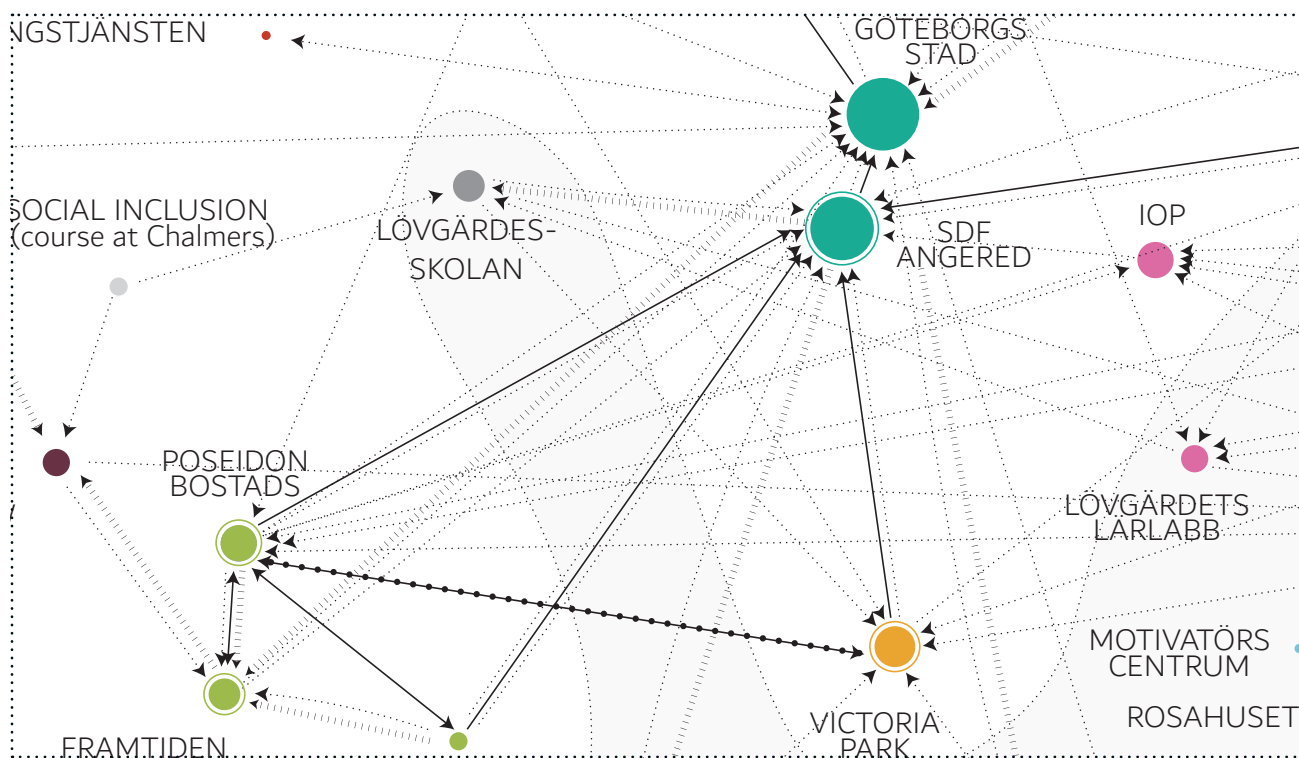 NGSTJÄNSTEN
GÖTEBORGS
STAD
SOCIAL INCLUSION
(course at Chalmers)
LÖVGÄRDES-
SKOLAN
SDF
ANGERED
IOP
POSEIDON
BOSTADS
LÖVGÄRDETS
LÄRLABB
MOTIVATÖRS
CENTRUM
ROSAHUSET
VICTORIA
PARK
FRAMTIDEN